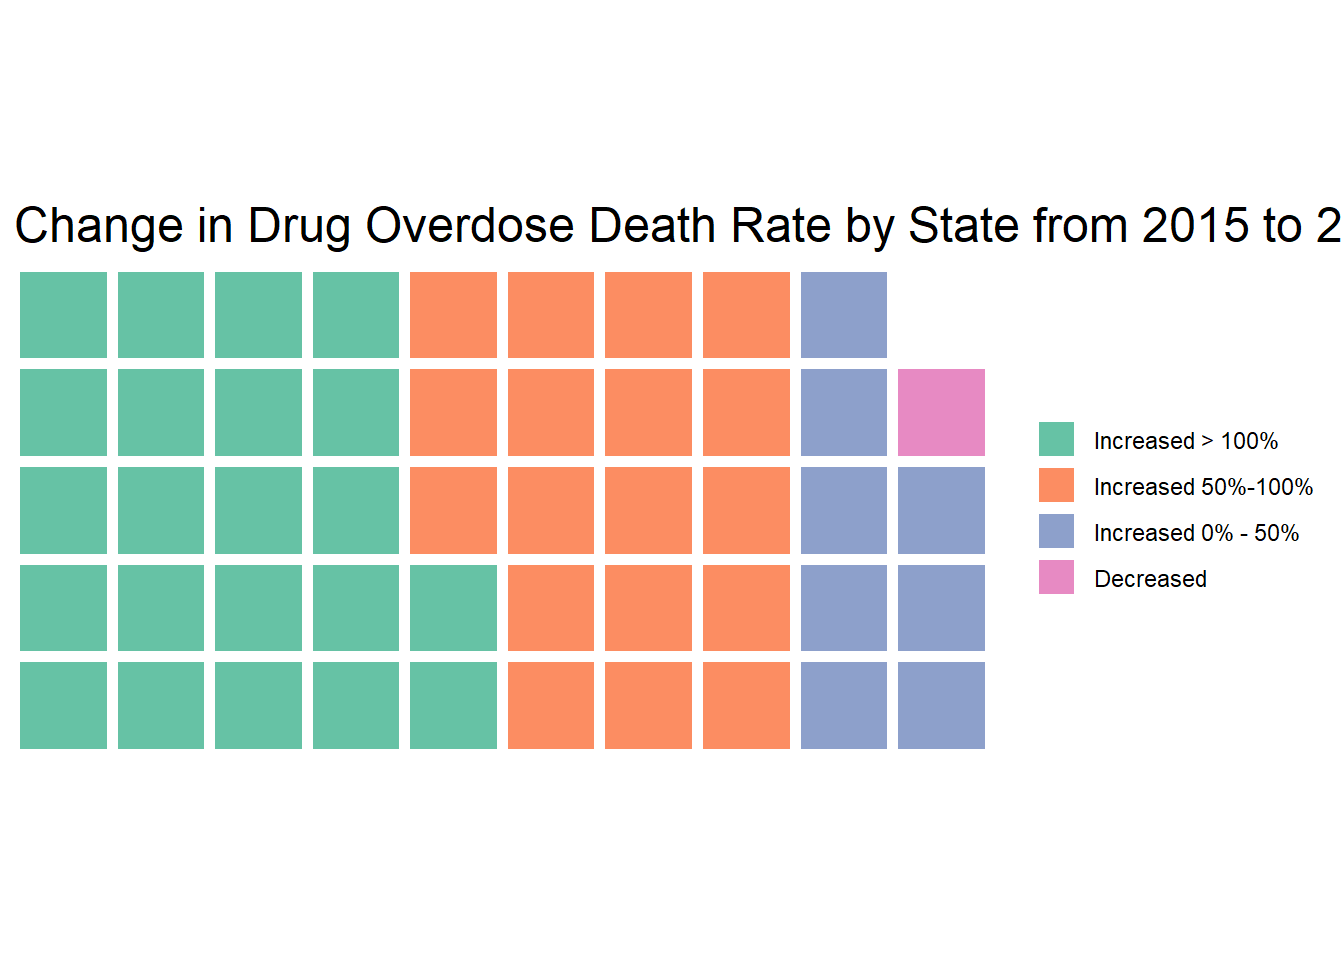 Change in Drug Overdose Death Rate by State from 2015 to 2
Increased > 100%
Increased 50%-100%
Increased 0% - 50%
Decreased